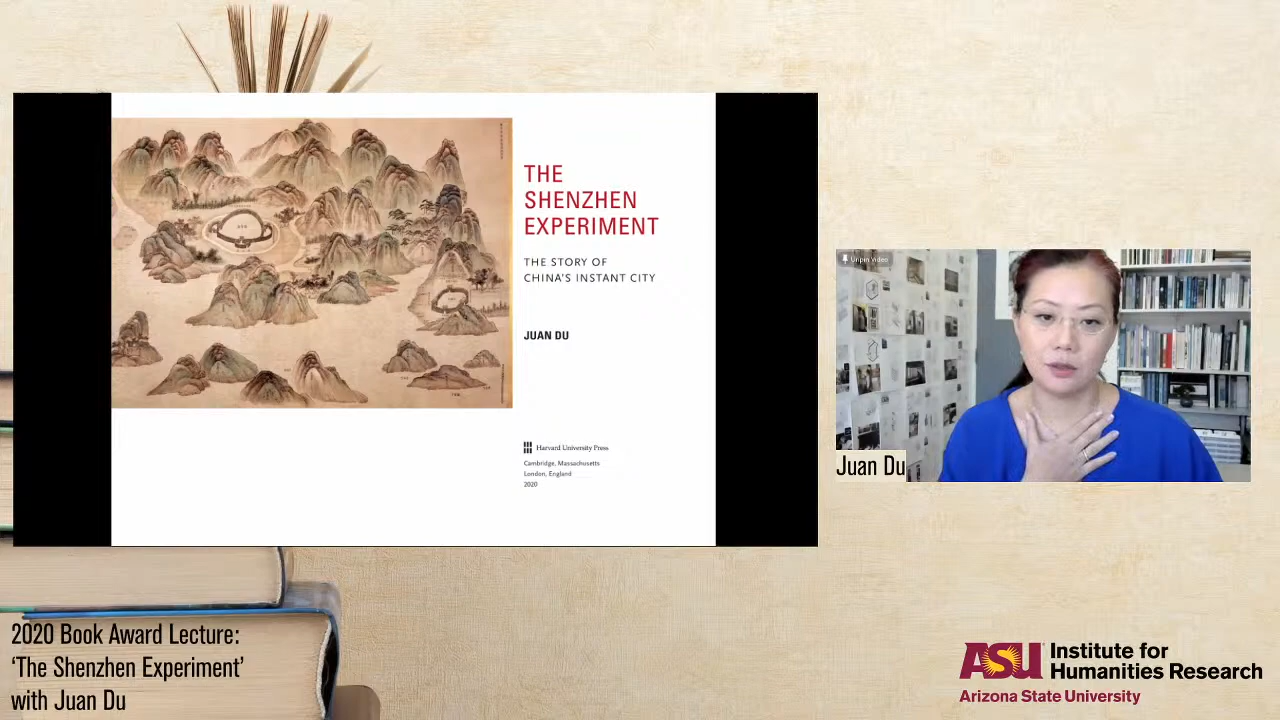 THE
SHENZHEN
EXPERIMENT
THE STORY OF
CHINA'S INSTANT CITY
JUAN DU
Harvard University Press
Cambridge, Massachusetts
London, England
2020
Unpin Video
Juan Du
2020 Book Award Lecture:
‘The Shenzhen Experiment’
with Juan Du
ASU Institute for
Humanities Research
Arizona State University